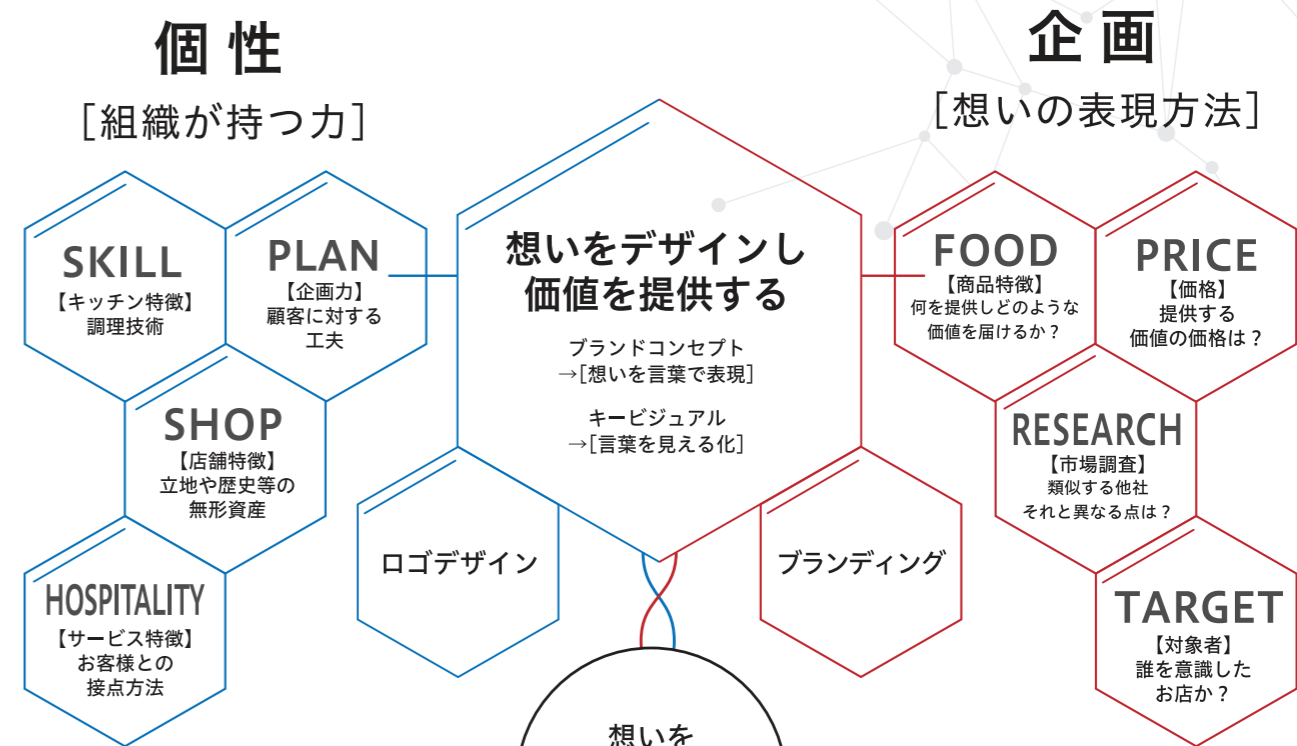 個性
[組織が持つ力]
SKILL
【キッチン特徴】
調理技術
PLAN
【企画力】
顧客に対する
工夫
SHOP
【店舗特徴】
立地や歴史等の
無形資産
HOSPITALITY
【サービス特徴】
お客様との
接点方法
想いをデザインし
価値を提供する
ブランドコンセプト
→[想いを言葉で表現]
キービジュアル
→[言葉を見える化]
ロゴデザイン
ブランディング
想いを
企画
[想いの表現方法]
FOOD
【商品特徴】
何を提供しどのような
価値を届けるか?
PRICE
【価格】
提供する
価値の価格は?
RESEARCH
【市場調査】
類似する他社
それと異なる点は?
TARGET
【対象者】
誰を意識した
お店か?